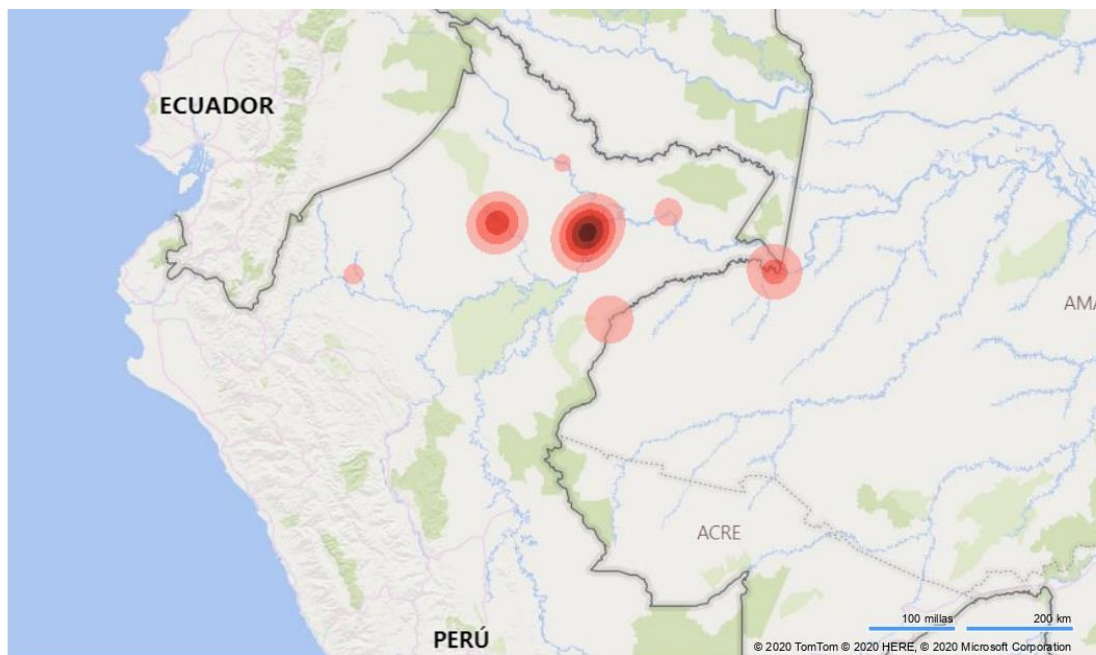 ECUADOR
AMA
ACRE
PERÚ
100 millas
200 km
© 2020 TomTom © 2020 HERE, © 2020 Microsoft Corporation